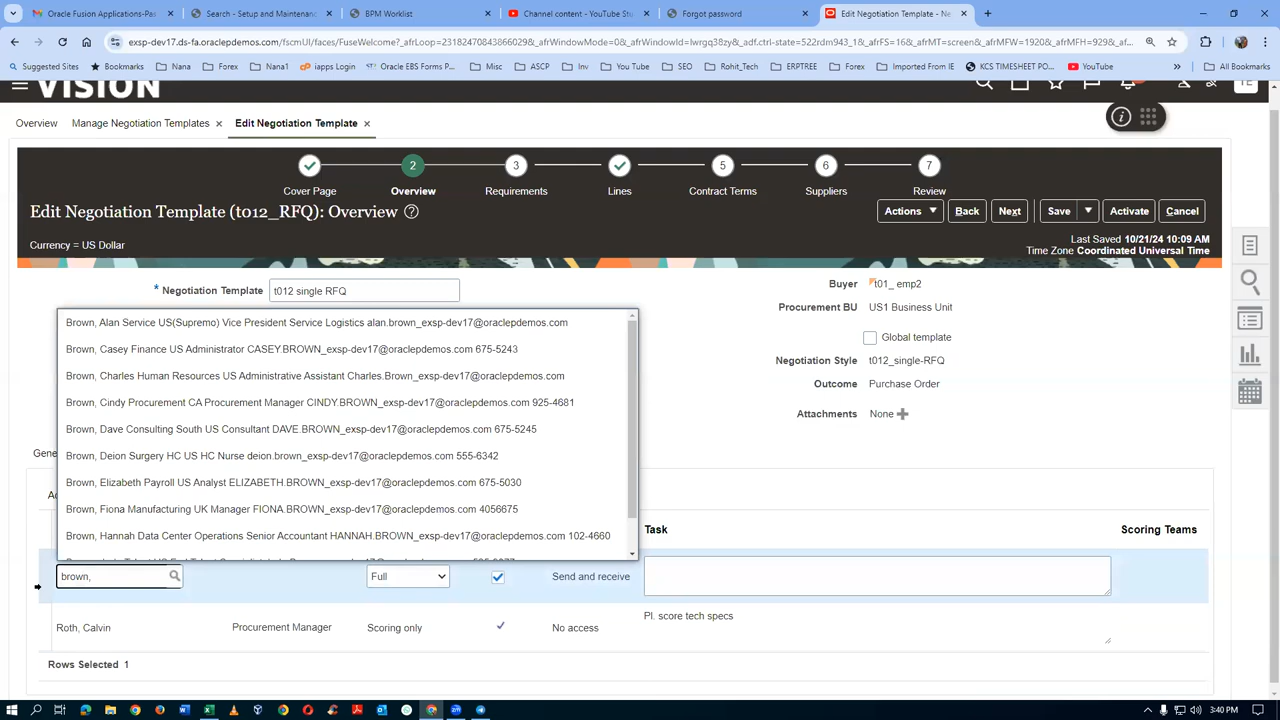 Oracle Fusion Applications-Pas
Search - Setup and Maintenanc
BPM Worklist
Channel content - YouTube Stu
Forgot password
Edit Negotiation Template - Ne
exsp-dev17.ds-fa.oraclepdemos.com/fscmUI/faces/FuseWelcome?_afrLoop=23182470843866029&_afrWindowMode=0&_afrWindowId=lwrgq38zy&_adf.ctrl-state=522rdm943_1&_afrFS=16&_afrMT=screen&_afrMFW=1920&_afrMFH=929&_a...
Suggested Sites
Bookmarks
Nana
Forex
Nana1
iapps Login
Oracle EBS Forms P...
Misc
ASCP
Inv
You Tube
SEO
Rohit_Tech
ERPTREE
Forex
Imported From IE
KCS TIMESHEET PO...
YouTube
All Bookmarks
VISION
Overview
Manage Negotiation Templates
Edit Negotiation Template
2 3 5 6 7
Cover Page Overview Requirements Lines Contract Terms Suppliers Review
Edit Negotiation Template (t012_RFQ): Overview
Actions Back Next Save Activate Cancel
Currency = US Dollar
Last Saved 10/21/24 10:09 AM
Time Zone Coordinated Universal Time
* Negotiation Template t012 single RFQ
Buyer t01_ emp2
Procurement BU US1 Business Unit
Global template
Negotiation Style t012_single-RFQ
Outcome Purchase Order
Attachments None
Brown, Alan Service US(Supremo) Vice President Service Logistics alan.brown_exsp-dev17@oraclepdemos.com
Brown, Casey Finance US Administrator CASEY.BROWN_exsp-dev17@oraclepdemos.com 675-5243
Brown, Charles Human Resources US Administrative Assistant Charles.Brown_exsp-dev17@oraclepdemos.com
Brown, Cindy Procurement CA Procurement Manager CINDY.BROWN_exsp-dev17@oraclepdemos.com 925-4681
Brown, Dave Consulting South US Consultant DAVE.BROWN_exsp-dev17@oraclepdemos.com 675-5245
Brown, Deion Surgery HC US HC Nurse deion.brown_exsp-dev17@oraclepdemos.com 555-6342
Brown, Elizabeth Payroll US Analyst ELIZABETH.BROWN_exsp-dev17@oraclepdemos.com 675-5030
Brown, Fiona Manufacturing UK Manager FIONA.BROWN_exsp-dev17@oraclepdemos.com 4056675
Brown, Hannah Data Center Operations Senior Accountant HANNAH.BROWN_exsp-dev17@oraclepdemos.com 102-4660
Gene
Task
Scoring Teams
brown,
Full
Send and receive
Roth, Calvin
Procurement Manager
Scoring only
No access
Pl. score tech specs
Rows Selected 1
3:40 PM